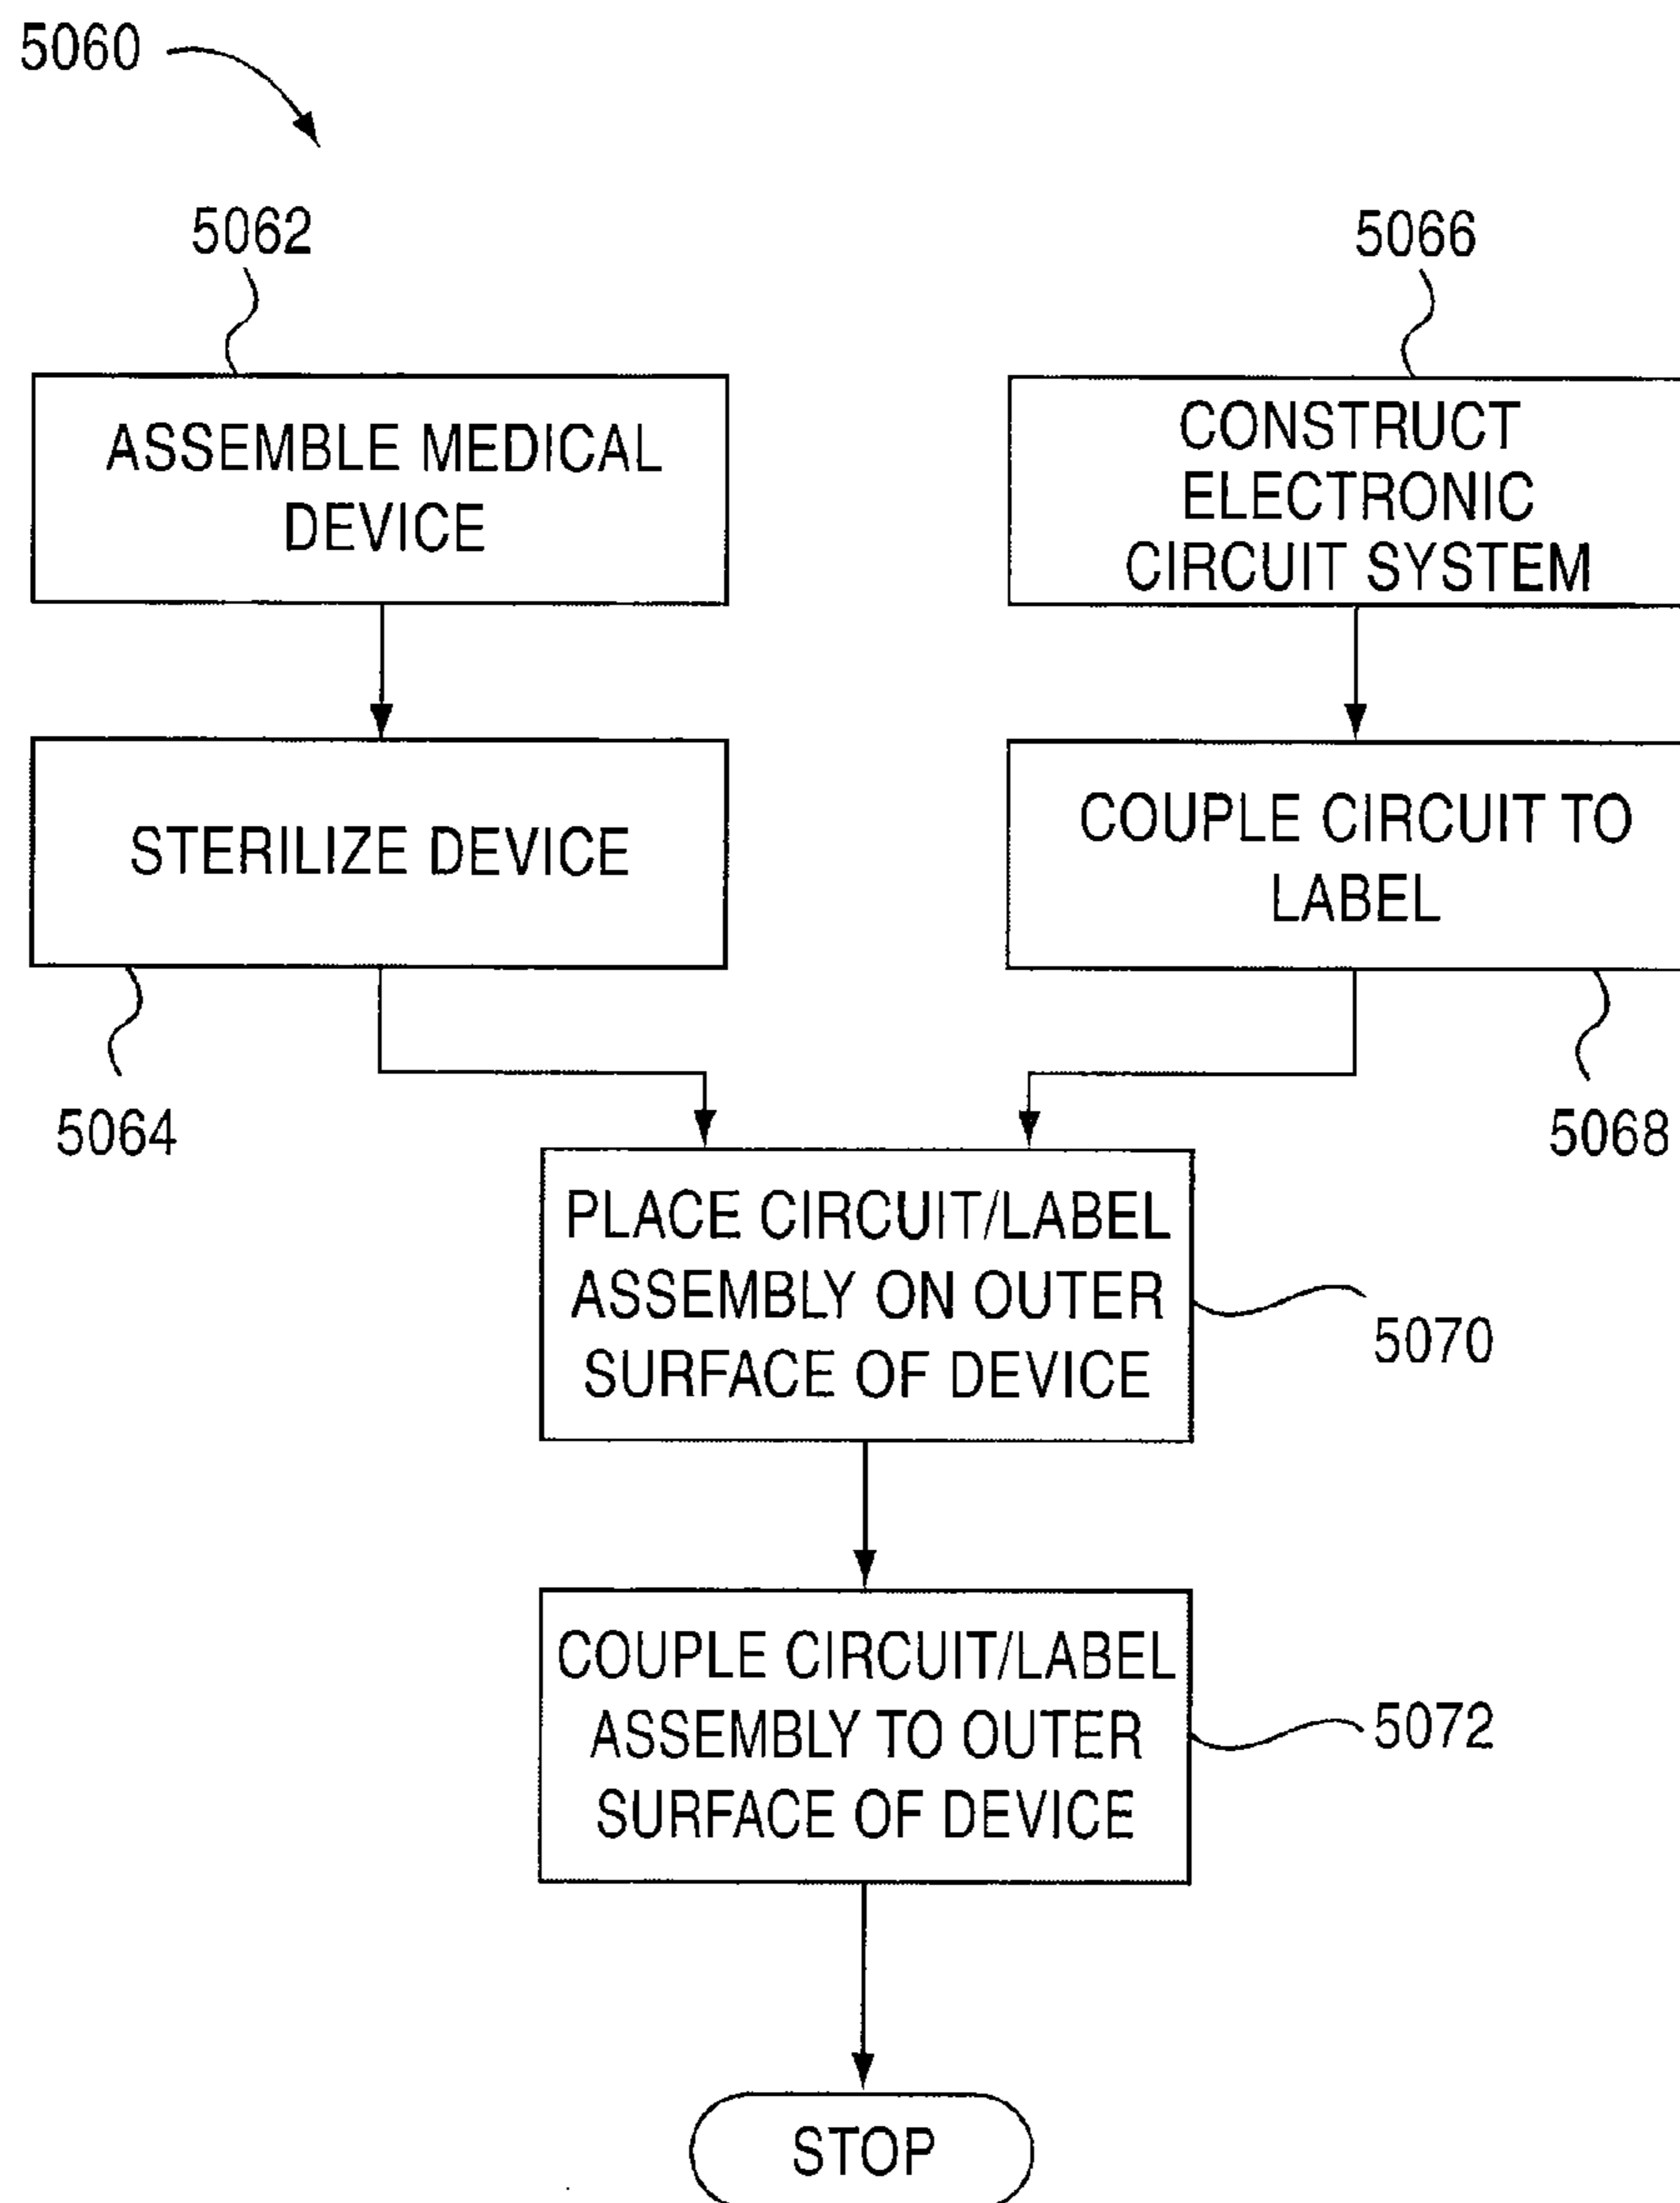 5060
5062
5066
ASSEMBLE MEDICAL
DEVICE
CONSTRUCT
ELECTRONIC
CIRCUIT SYSTEM
STERILIZE DEVICE
COUPLE CIRCUIT TO
LABEL
5064
5068
PLACE CIRCUIT/LABEL
ASSEMBLY ON OUTER
SURFACE OF DEVICE
5070
COUPLE CIRCUIT/LABEL
ASSEMBLY TO OUTER
SURFACE OF DEVICE
5072
STOP